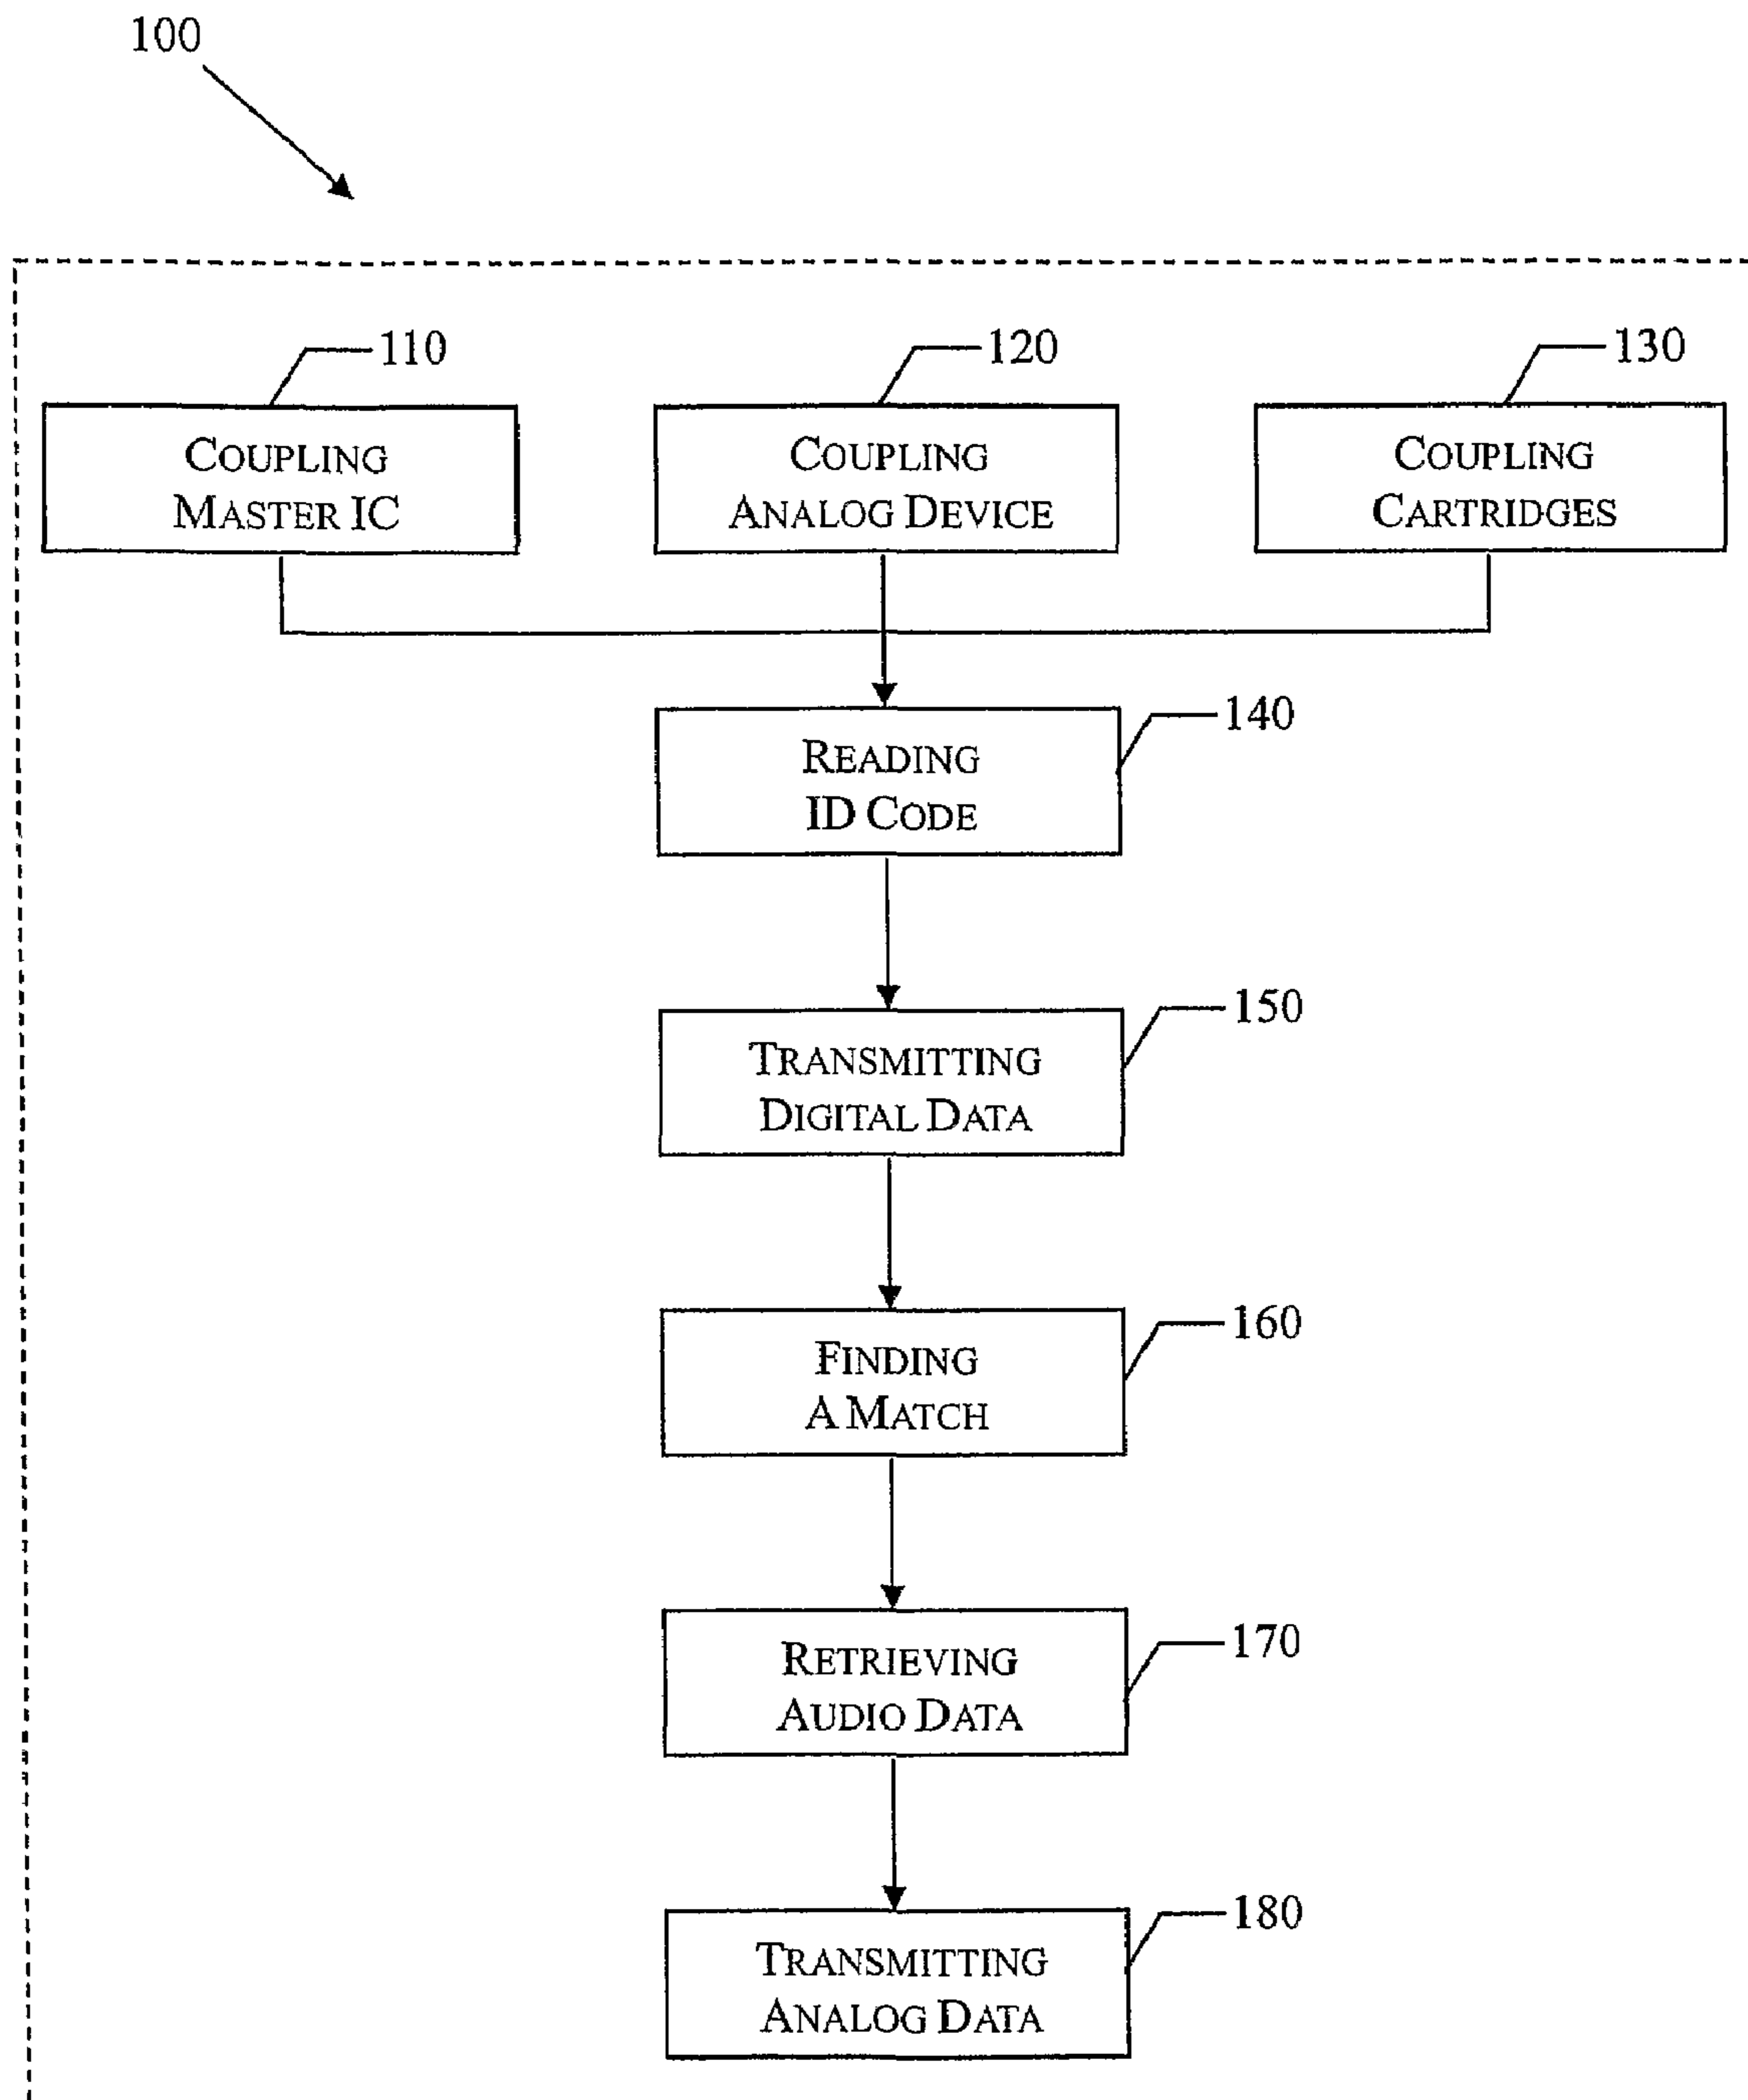 100
110
120
130
COUPLING
MASTER IC
COUPLING
ANALOG DEVICE
COUPLING
CARTRIDGES
140
READING
ID CODE
150
TRANSMITTING
DIGITAL DATA
160
FINDING
A MATCH
170
RETRIEVING
AUDIO DATA
180
TRANSMITTING
ANALOG DATA